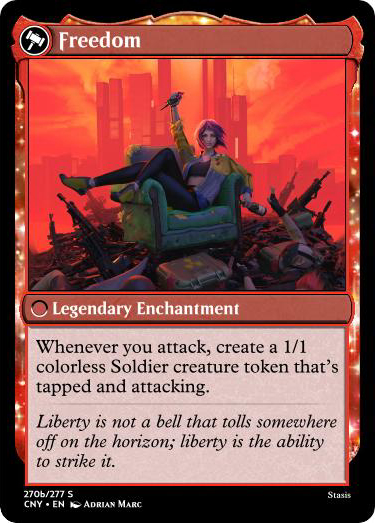 Freedom
Legendary Enchantment
Whenever you attack, create a 1/1
colorless Soldier creature token that's
tapped and attacking.
Liberty is not a bell that tolls somewhere
off on the horizon; liberty is the ability
to strike it.
270b/277 S
Stasis
CNY • EN Adrian Marc